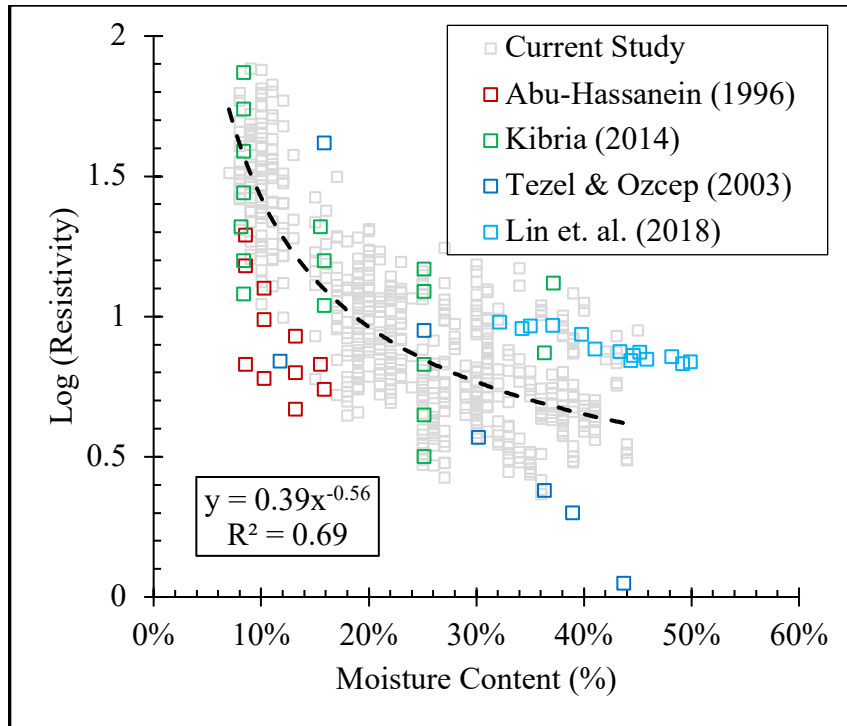 Log (Resistivity)
2
1.5
1
0.5
0
Current Study
Abu-Hassanein (1996)
Kibria (2014)
Tezel & Ozcep (2003)
Lin et. al. (2018)
y = 0.39x^-0.56
R² = 0.69
0% 10% 20% 30% 40% 50% 60%
Moisture Content (%)